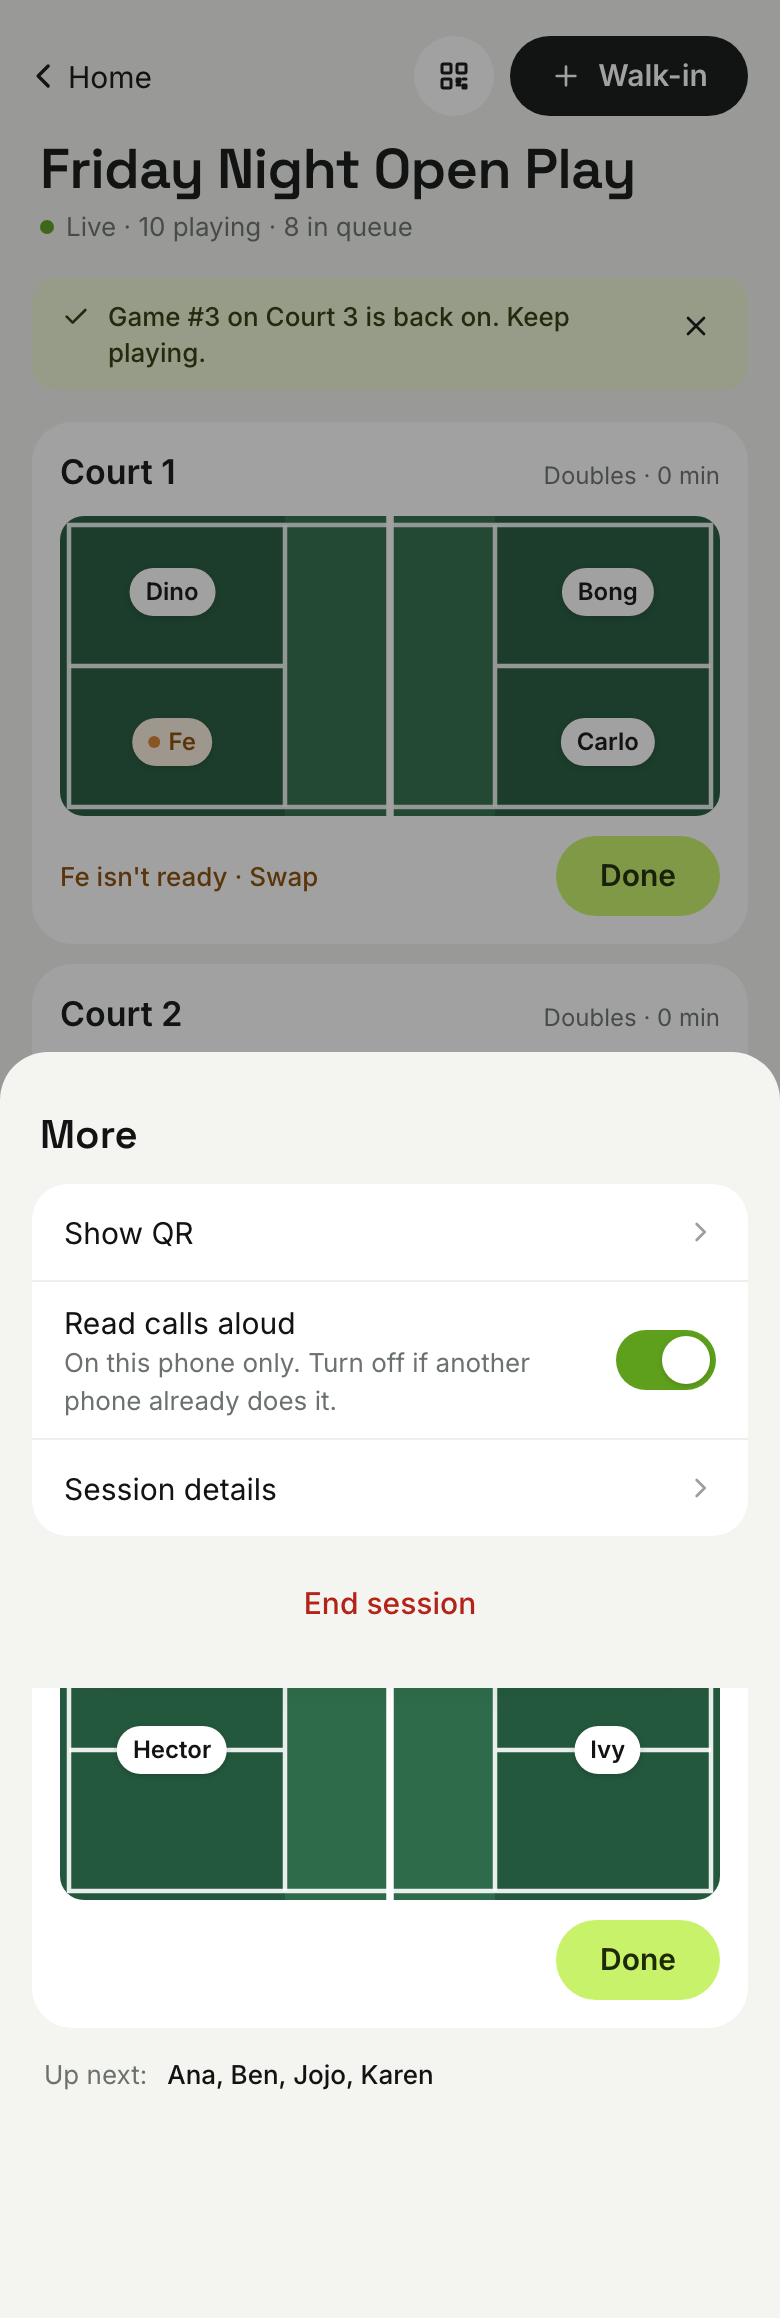 Home
Walk-in
Friday Night Open Play
Live · 10 playing · 8 in queue
Game #3 on Court 3 is back on. Keep
playing.
Court 1
Doubles · 0 min
Dino
Bong
Fe
Carlo
Fe isn't ready · Swap
Done
Court 2
Doubles · 0 min
More
Show QR
Read calls aloud
On this phone only. Turn off if another
phone already does it.
Session details
End session
Hector
Ivy
Done
Up next: Ana, Ben, Jojo, Karen